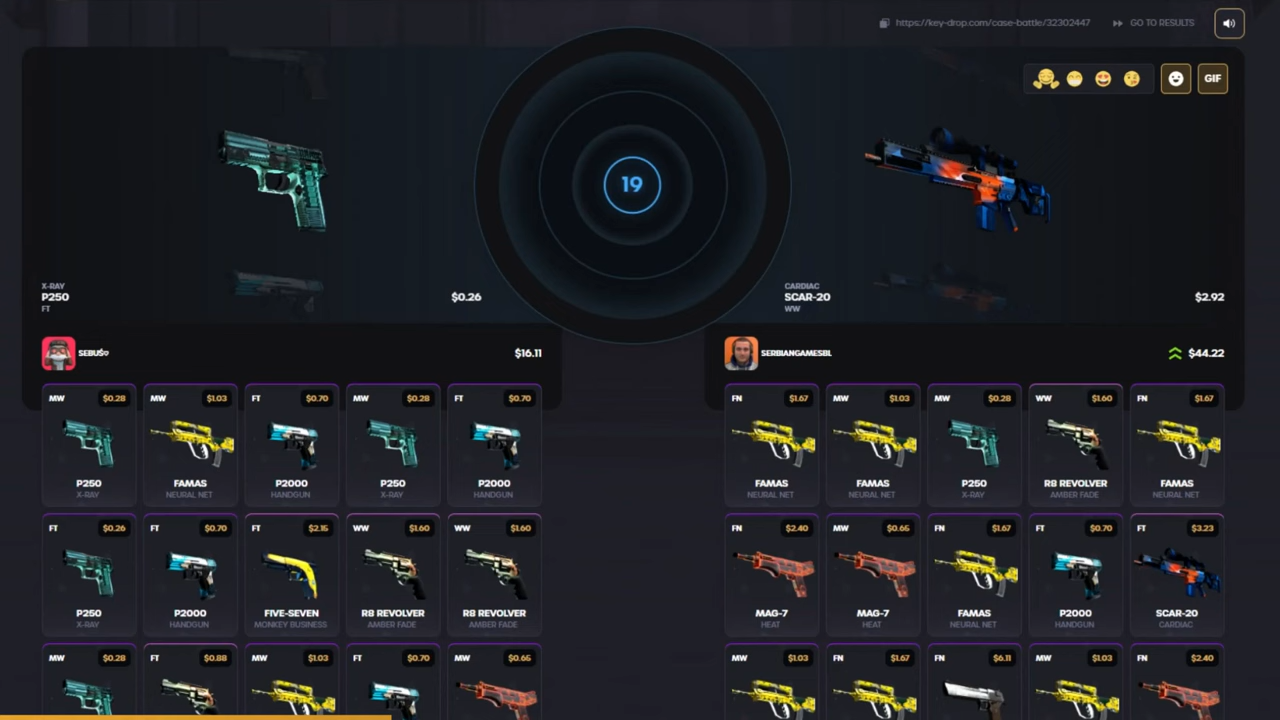 https://key-drop.com/case-battle/32302447
GO TO RESULTS
GIF
19
X-RAY
P250
FT
$0.26
CARDIAC
SCAR-20
WW
$2.92
SEBUŚ♡
$16.11
SERBIANGAMESBL
$44.22
MW $0.28 MW $1.03 FT $0.70 MW $0.28 FT $0.70
P250 FAMAS P2000 P250 P2000
X-RAY NEURAL NET HANDGUN X-RAY HANDGUN
FN $1.67 MW $1.03 MW $0.28 WW $1.60 FN $1.67
FAMAS FAMAS P250 R8 REVOLVER FAMAS
NEURAL NET NEURAL NET X-RAY AMBER FADE NEURAL NET
FT $0.26 FT $0.70 FT $2.15 WW $1.60 WW $1.60
P250 P2000 FIVE-SEVEN R8 REVOLVER R8 REVOLVER
X-RAY HANDGUN MONKEY BUSINESS AMBER FADE AMBER FADE
FN $2.40 MW $0.65 FN $1.67 FT $0.70 FT $3.23
MAG-7 MAG-7 FAMAS P2000 SCAR-20
HEAT HEAT NEURAL NET HANDGUN CARDIAC
MW $0.28 FT $0.88 MW $1.03 FT $0.70 MW $0.65
MW $1.03 FN $1.67 FN $6.11 MW $1.03 FN $2.40